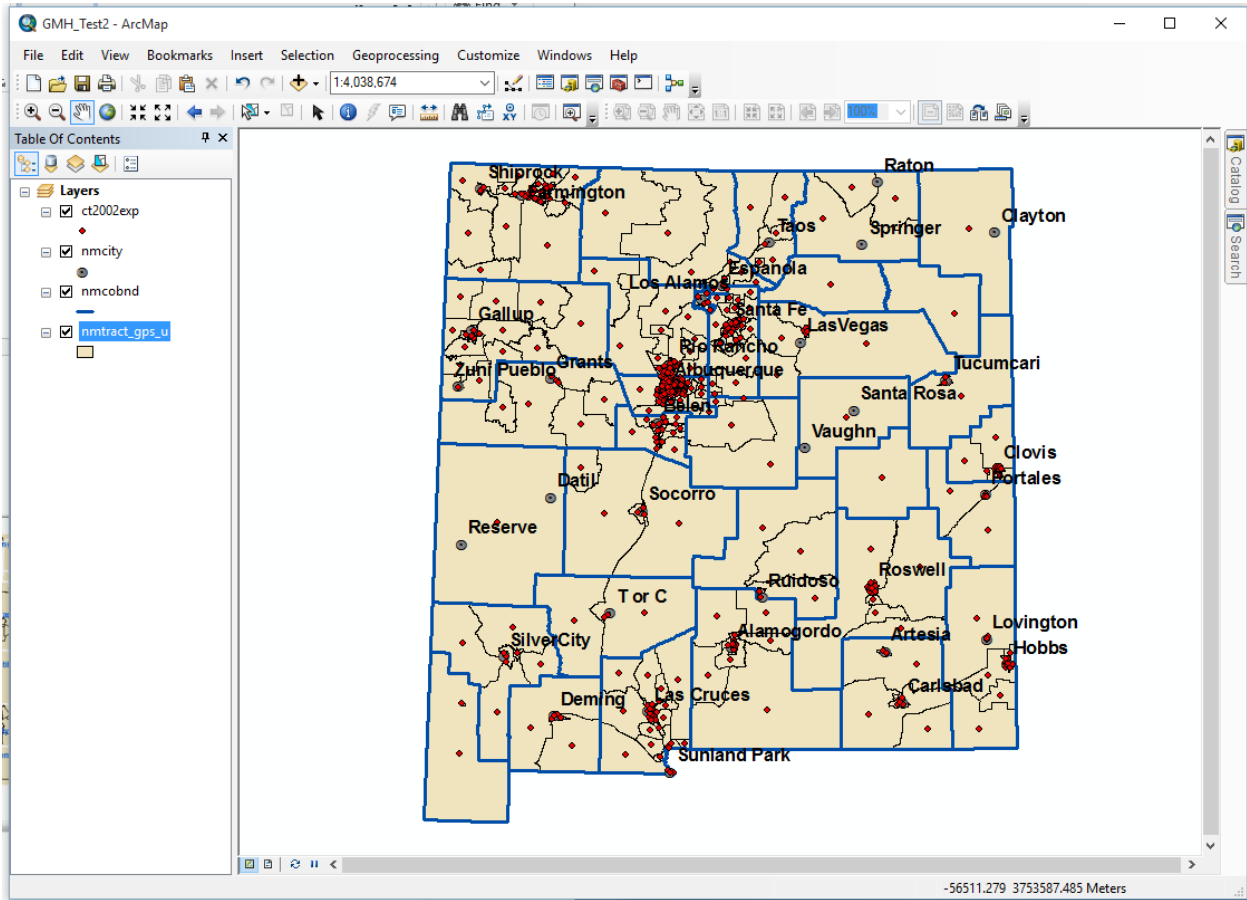 GMH_Test2 - ArcMap
File Edit View Bookmarks Insert Selection Geoprocessing Customize Windows Help
1:4,038,674
100%
Table Of Contents
Layers
ct2002exp
nmcity
nmcobnd
nmtract_gps_u
Catalog
Search
Raton
Shiprock
Farmington
Clayton
Taos
Springer
Espanola
Los Alamos
Santa Fe
Gallup
LasVegas
Rio Rancho
Grants
Tucumcari
Zuni Pueblo
Albuquerque
Santa Rosa
Belen
Vaughn
Clovis
Datil
Portales
Socorro
Reserve
Roswell
Ruidoso
T or C
Lovington
Alamogordo
Artesia
SilverCity
Hobbs
Carlsbad
Las Cruces
Deming
Sunland Park
-56511.279 3753587.485 Meters